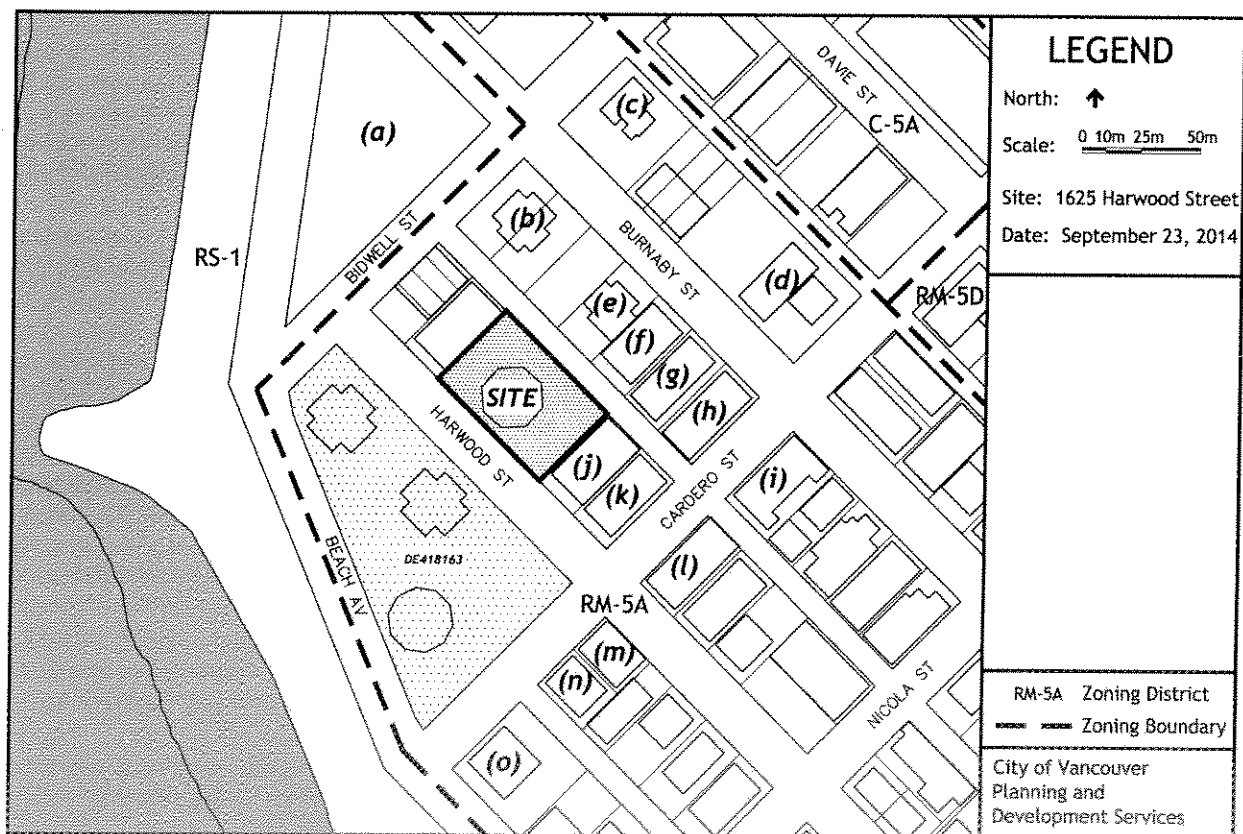 (a)
(b)
(c)
(d)
(e)
(f)
(g)
(h)
(i)
(j)
(k)
(l)
(m)
(n)
(o)
SITE
DAVIE ST
C-5A
BURNABY ST
BIDWELL ST
RS-1
RM-5D
HARWOOD ST
CARDERO ST
BEACH AV
DE418163
RM-5A
NICOLA ST
LEGEND
North:
Scale: 0 10m 25m 50m
Site: 1625 Harwood Street
Date: September 23, 2014
RM-5A Zoning District
Zoning Boundary
City of Vancouver
Planning and
Development Services